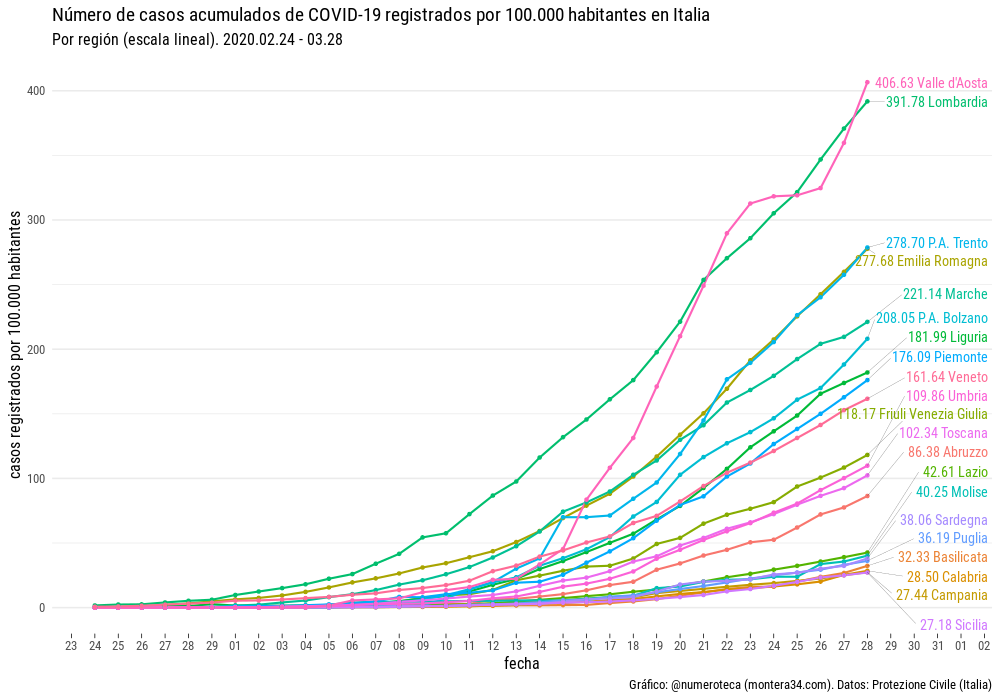 Número de casos acumulados de COVID-19 registrados por 100.000 habitantes en Italia
Por región (escala lineal). 2020.02.24 - 03.28
casos registrados por 100.000 habitantes
400
300
200
100
0
406.63 Valle d'Aosta
391.78 Lombardia
278.70 P.A. Trento
277.68 Emilia Romagna
221.14 Marche
208.05 P.A. Bolzano
181.99 Liguria
176.09 Piemonte
161.64 Veneto
109.86 Umbria
118.17 Friuli Venezia Giulia
102.34 Toscana
86.38 Abruzzo
42.61 Lazio
40.25 Molise
38.06 Sardegna
36.19 Puglia
32.33 Basilicata
28.50 Calabria
27.44 Campania
27.18 Sicilia
23 24 25 26 27 28 29 01 02 03 04 05 06 07 08 09 10 11 12 13 14 15 16 17 18 19 20 21 22 23 24 25 26 27 28 29 30 31 01 02
fecha
Gráfico: @numeroteca (montera34.com). Datos: Protezione Civile (Italia)